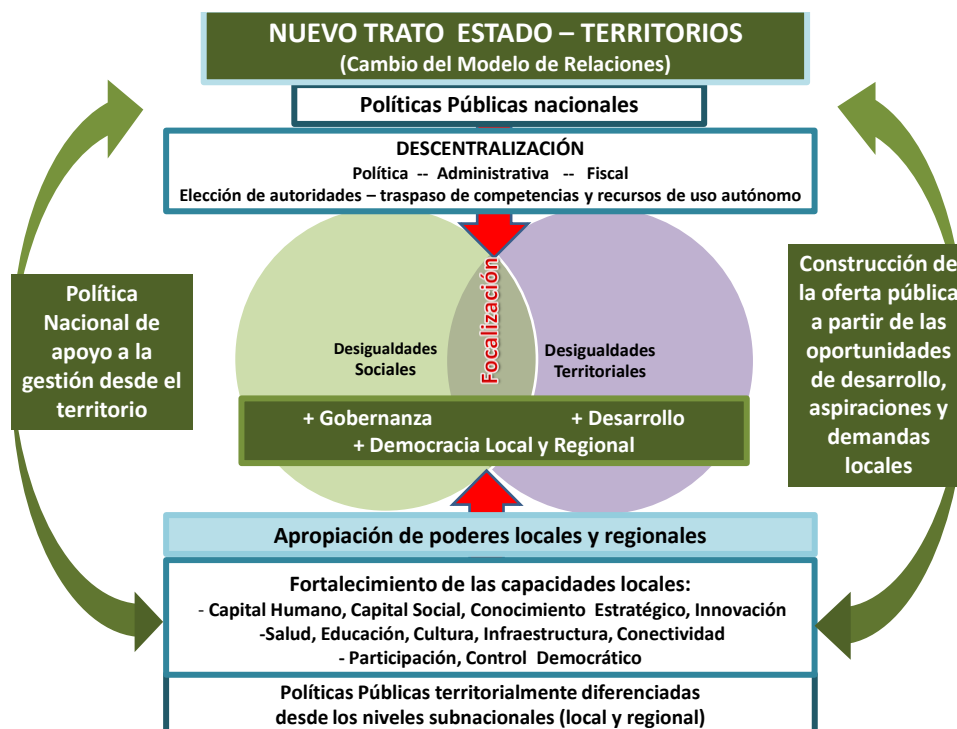 NUEVO TRATO ESTADO – TERRITORIOS
(Cambio del Modelo de Relaciones)
Políticas Públicas nacionales
DESCENTRALIZACIÓN
Política -- Administrativa -- Fiscal
Elección de autoridades – traspaso de competencias y recursos de uso autónomo
Política
Nacional de
apoyo a la
gestión desde el
territorio
Focalización
Desigualdades
Sociales
Desigualdades
Territoriales
Construcción de
la oferta pública
a partir de las
oportunidades
de desarrollo,
aspiraciones y
demandas
locales
+ Gobernanza + Desarrollo
+ Democracia Local y Regional
Apropiación de poderes locales y regionales
Fortalecimiento de las capacidades locales:
- Capital Humano, Capital Social, Conocimiento Estratégico, Innovación
-Salud, Educación, Cultura, Infraestructura, Conectividad
- Participación, Control Democrático
Políticas Públicas territorialmente diferenciadas
desde los niveles subnacionales (local y regional)